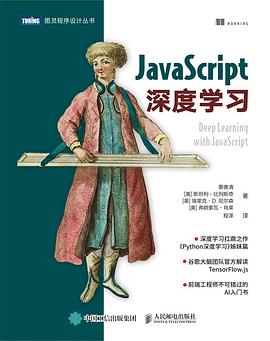 TURING
图灵程序设计丛书
MANNING
JavaScript
深度学习
Deep Learning
with JavaScript
蔡善清
[美] 斯坦利·比列斯奇
[美] 埃里克·D.尼尔森
[美] 弗朗索瓦·肖莱
著
程泽
译
●深度学习扛鼎之作
《Python深度学习》姊妹篇
●谷歌大脑团队官方解读
TensorFlow.js
●前端工程师不可错过的
AI入门书
中国工信出版集团
人民邮电出版社
POSTS & TELECOM PRESS